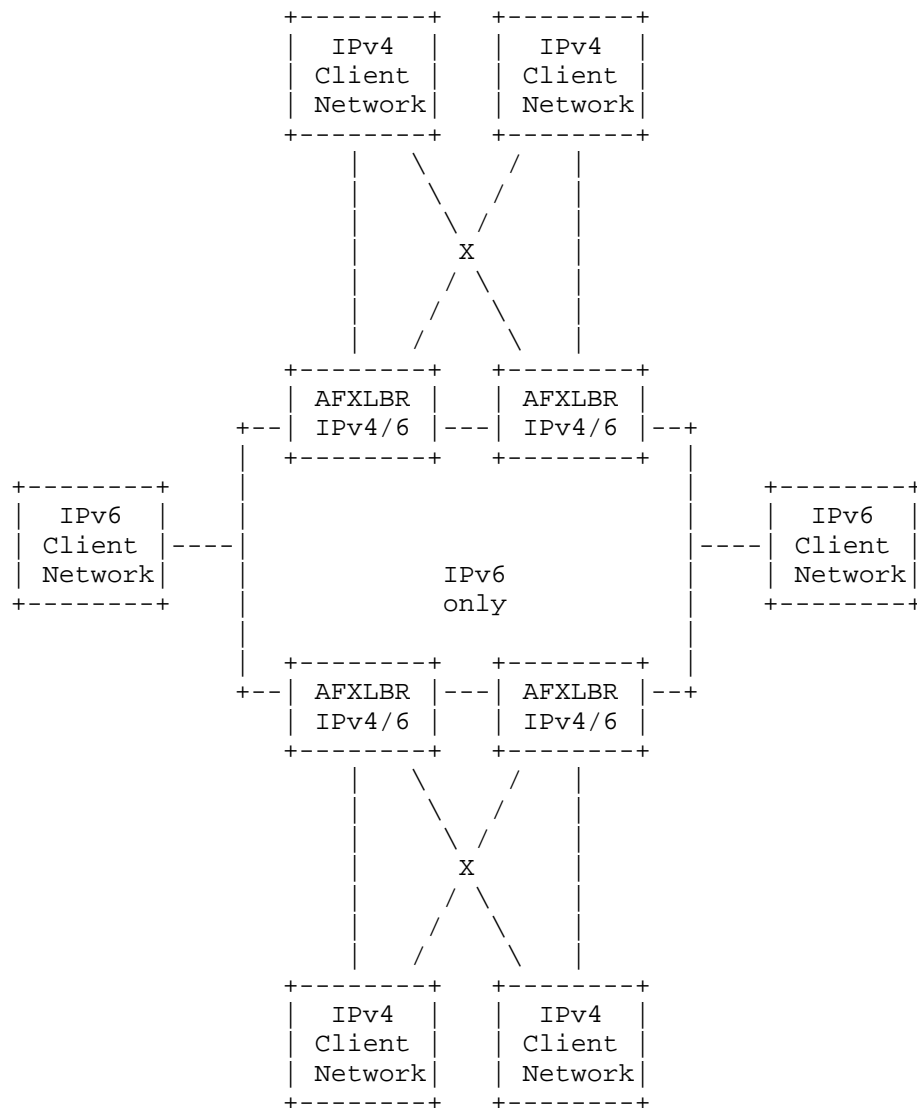 IPv4 IPv4
Client Client
Network Network
X
AFXLBR AFXLBR
IPv4/6 IPv4/6
IPv6 IPv6
Client Client
Network IPv6 Network
only
AFXLBR AFXLBR
IPv4/6 IPv4/6
X
IPv4 IPv4
Client Client
Network Network